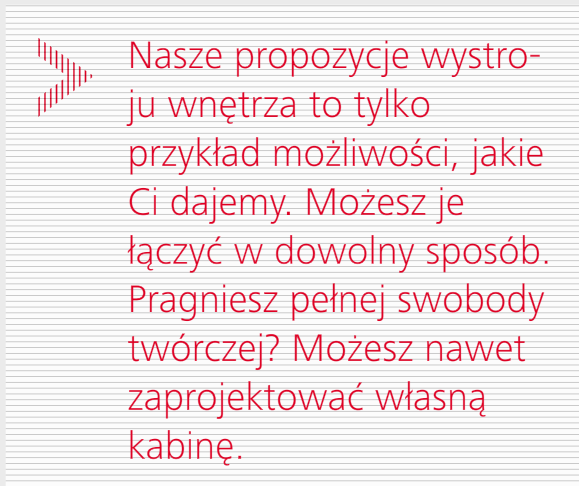 Nasze propozycje wystro-
ju wnętrza to tylko
przykład możliwości, jakie
Ci dajemy. Możesz je
łączyć w dowolny sposób.
Pragniesz pełnej swobody
twórczej? Możesz nawet
zaprojektować własną
kabinę.